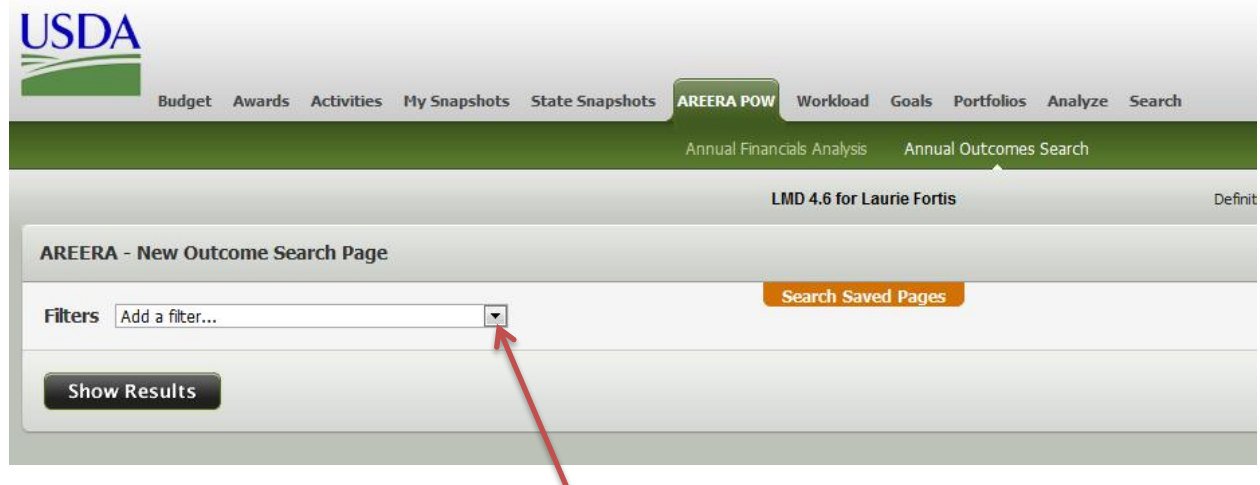 USDA
Budget Awards Activities My Snapshots State Snapshots AREERA POW Workload Goals Portfolios Analyze Search
Annual Financials Analysis Annual Outcomes Search
LMD 4.6 for Laurie Fortis Definit
AREERA - New Outcome Search Page
Search Saved Pages
Filters Add a filter...
Show Results